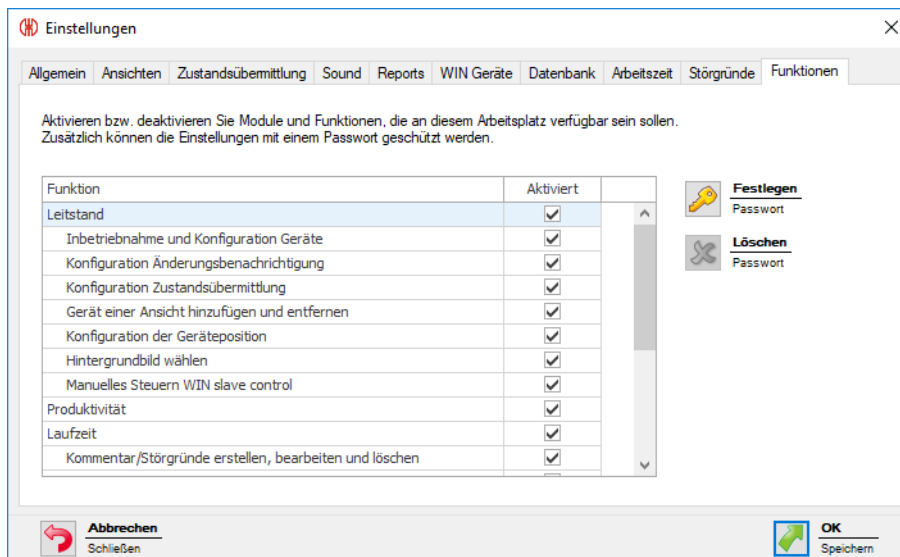 Einstellungen
Allgemein Ansichten Zustandsübermittlung Sound Reports WIN Geräte Datenbank Arbeitszeit Störgründe Funktionen
Aktivieren bzw. deaktivieren Sie Module und Funktionen, die an diesem Arbeitsplatz verfügbar sein sollen.
Zusätzlich können die Einstellungen mit einem Passwort geschützt werden.
Funktion Aktiviert
Leitstand
Inbetriebnahme und Konfiguration Geräte
Konfiguration Änderungsbenachrichtigung
Konfiguration Zustandsübermittlung
Gerät einer Ansicht hinzufügen und entfernen
Konfiguration der Geräteposition
Hintergrundbild wählen
Manuelles Steuern WIN slave control
Produktivität
Laufzeit
Kommentar/Störgründe erstellen, bearbeiten und löschen
Festlegen
Passwort
Löschen
Passwort
Abbrechen
Schließen
OK
Speichern